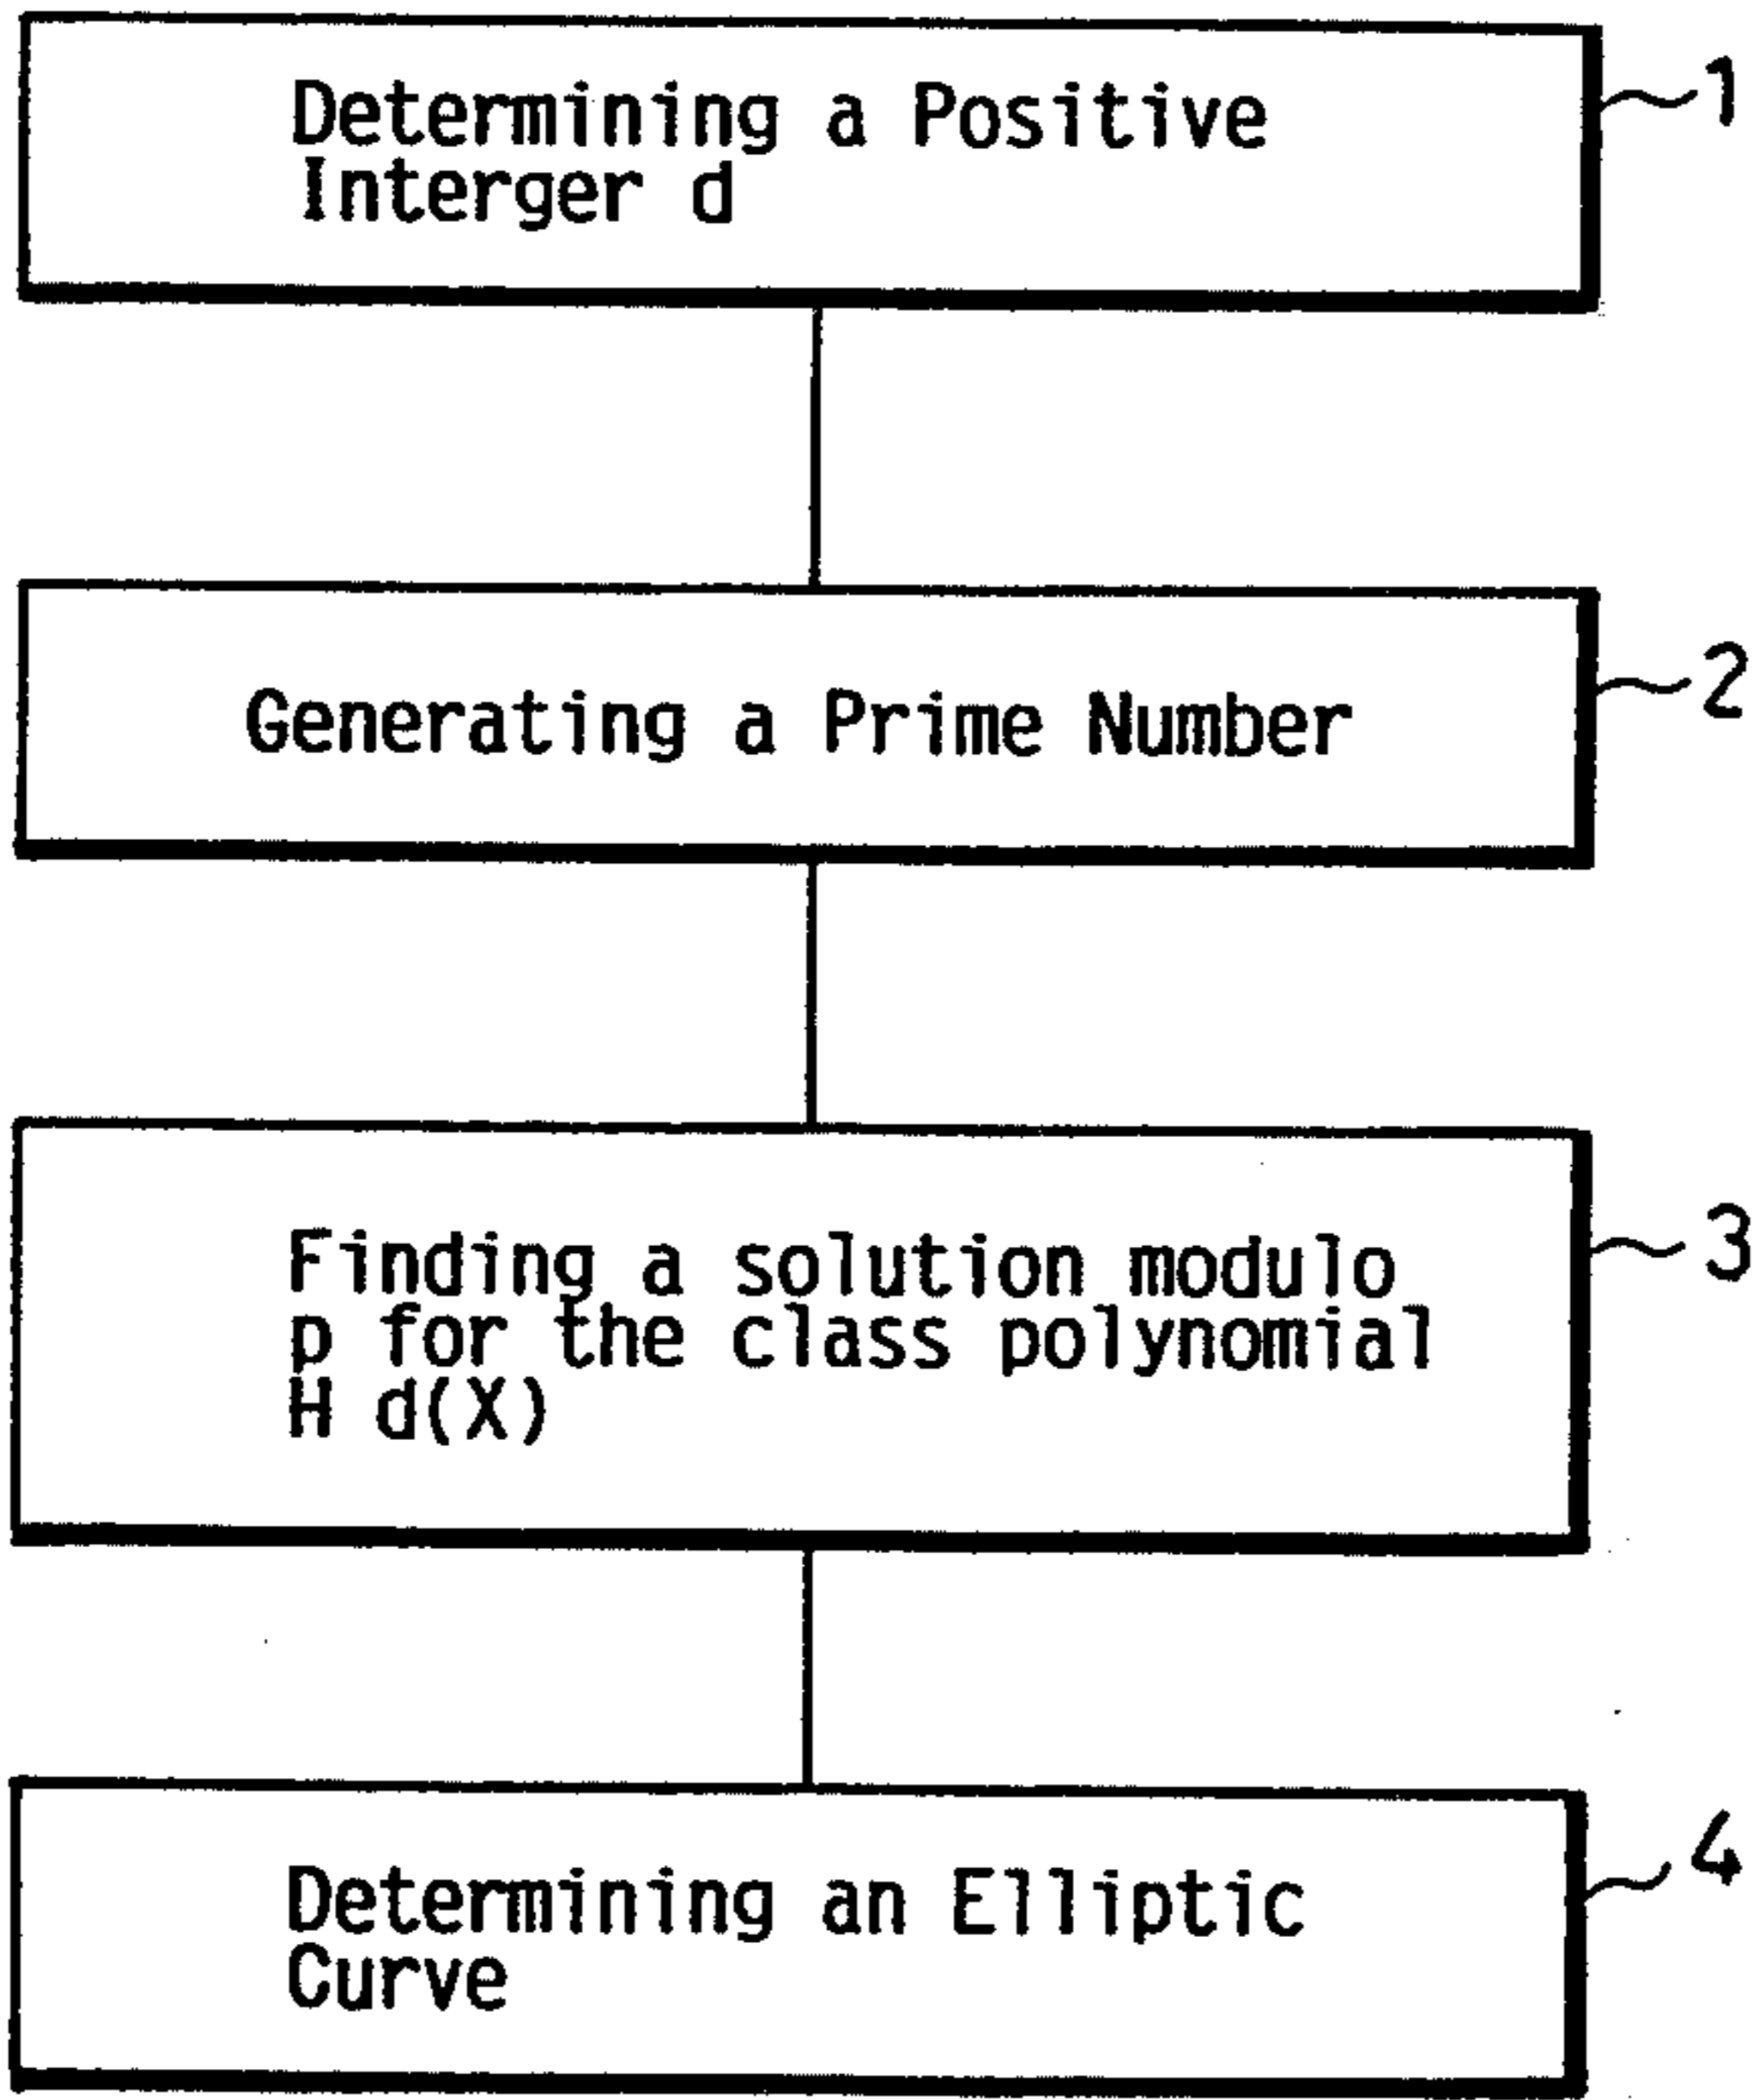 Determining a Positive
Interger d
1
Generating a Prime Number
2
Finding a solution modulo
p for the class polynomial
H d(X)
3
Determining an Elliptic
Curve
4